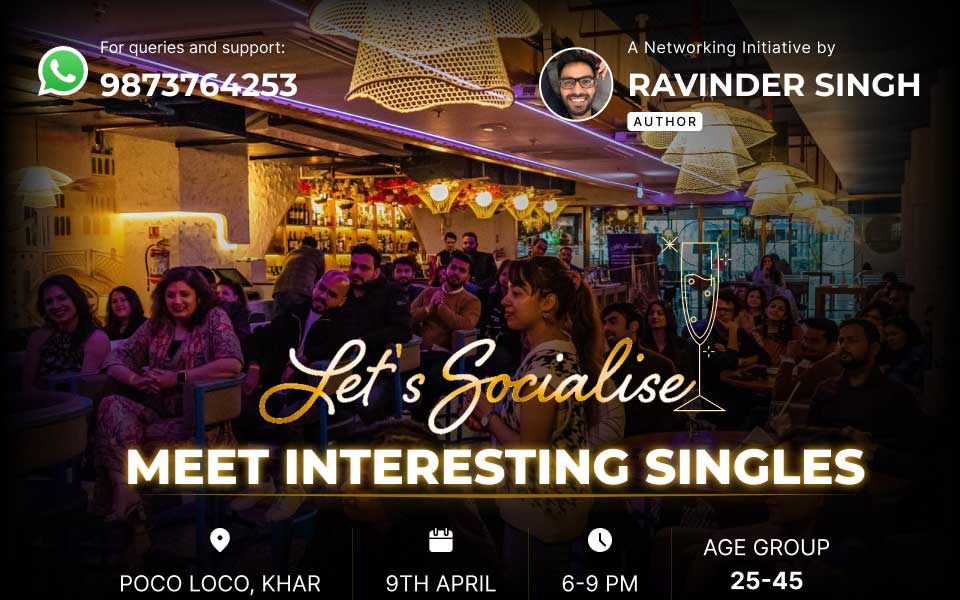 For queries and support:
9873764253
A Networking Initiative by
RAVINDER SINGH
AUTHOR
Let's Socialise
MEET INTERESTING SINGLES
POCO LOCO, KHAR
9TH APRIL
6-9 PM
AGE GROUP
25-45